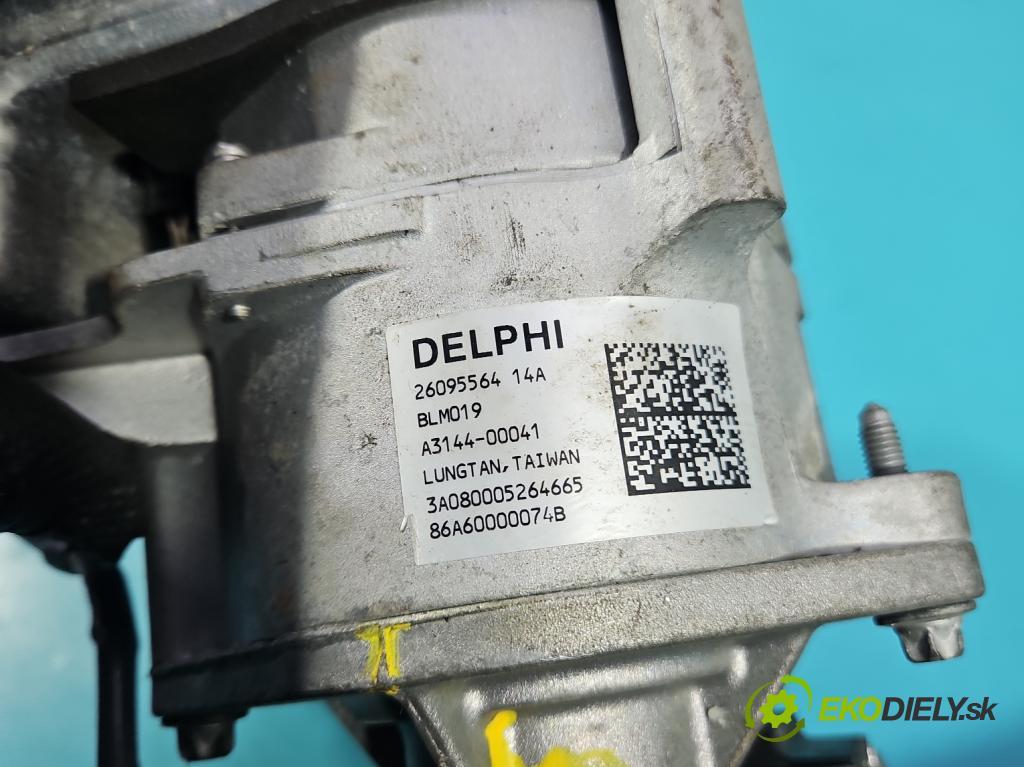 DELPHI
26095564 14A
BLM019
A3144-00041
LUNGTAN, TAIWAN
3A080005264665
86A60000074B
EKODIELY.sk